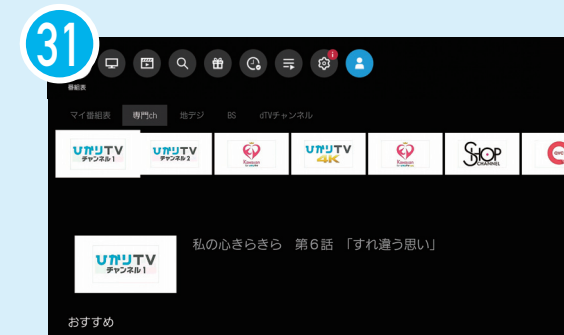 31
番組表
マイ番組表 専門ch 地デジ BS dTVチャンネル
ひかりTV チャンネル1
ひかりTV チャンネル2
ひかりTV 4K
SHOP CHANNEL
QVC
私の心きらきら 第6話 「すれ違う思い」
ひかりTV チャンネル1
おすすめ